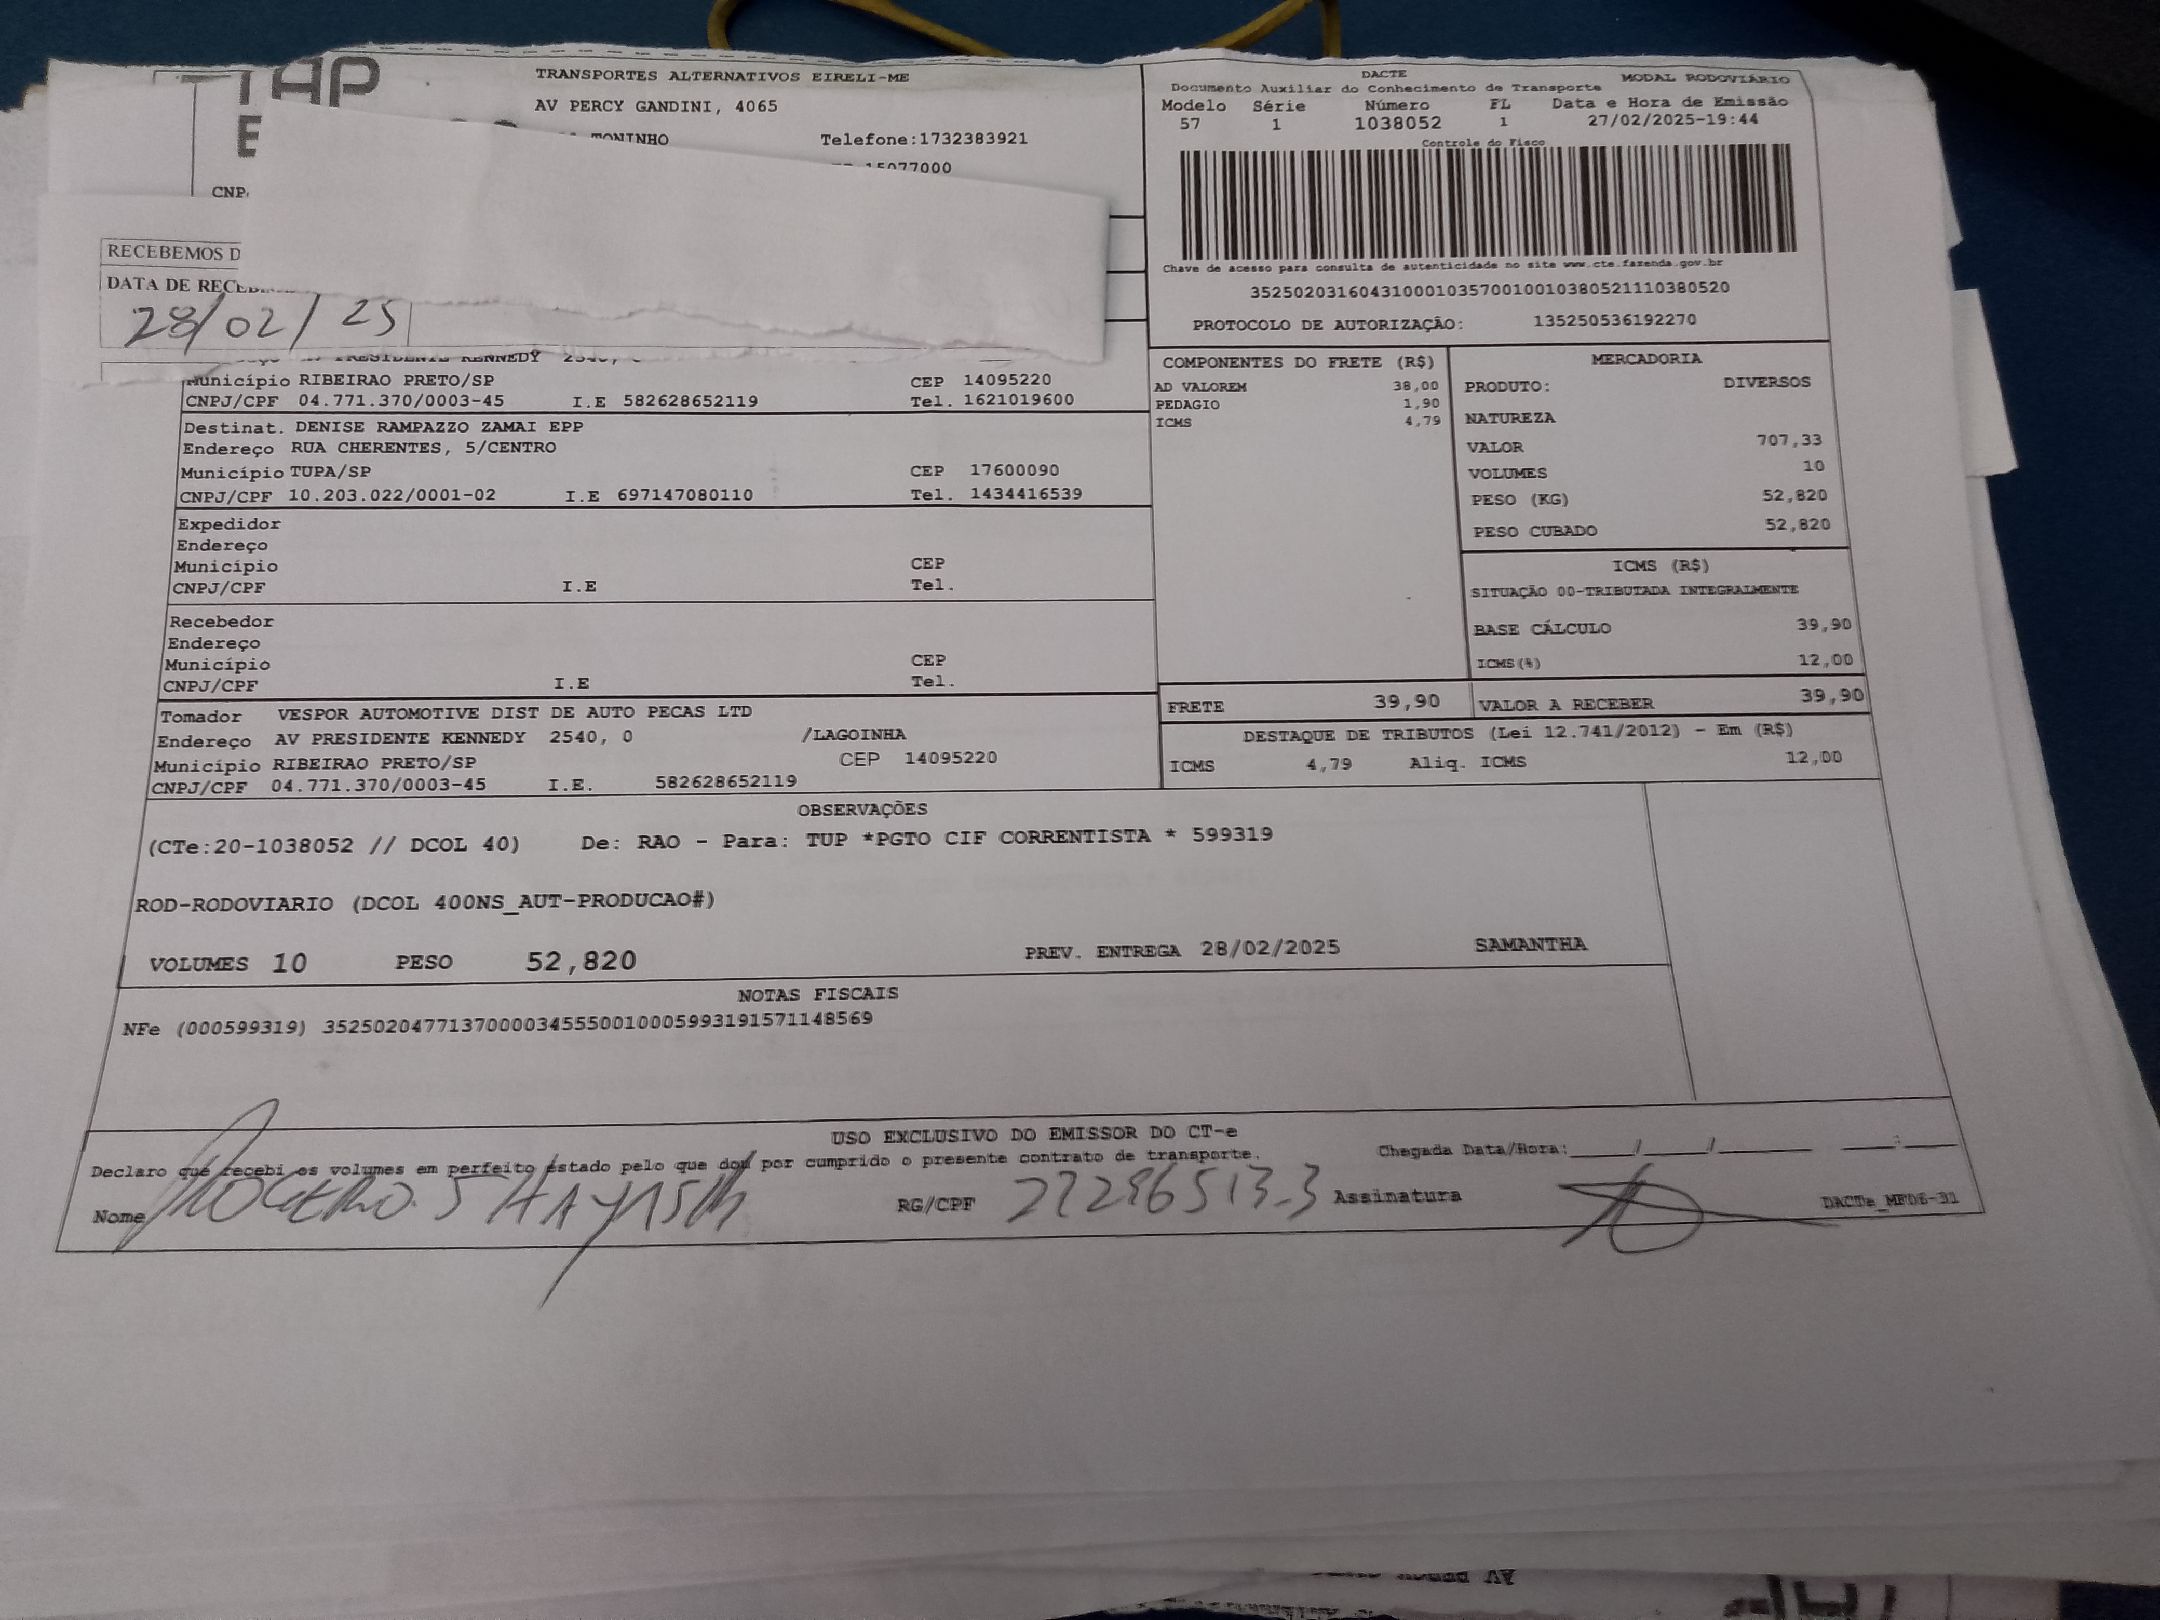 TAP
TRANSPORTES ALTERNATIVOS EIRELI-ME
AV PERCY GANDINI, 4065
TONINHO Telefone:1732383921
15077000
CNP
RECEBEMOS D
DATA DE RECEB
28/02/25
DACTE MODAL RODOVIÁRIO
Documento Auxiliar do Conhecimento de Transporte
Modelo Série Número FL Data e Hora de Emissão
57 1 1038052 1 27/02/2025-19:44
Controle do Fisco
Chave de acesso para consulta de autenticidade no site www.cte.fazenda.gov.br
35250203160431000103570010010380521110380520
PROTOCOLO DE AUTORIZAÇÃO: 135250536192270
PRESIDENTE KENNEDY 2540,
Município RIBEIRAO PRETO/SP CEP 14095220
CNPJ/CPF 04.771.370/0003-45 I.E 582628652119 Tel. 1621019600
Destinat. DENISE RAMPAZZO ZAMAI EPP
Endereço RUA CHERENTES, 5/CENTRO
Município TUPA/SP CEP 17600090
CNPJ/CPF 10.203.022/0001-02 I.E 697147080110 Tel. 1434416539
Expedidor
Endereço
Município CEP
CNPJ/CPF I.E Tel.
Recebedor
Endereço
Município CEP
CNPJ/CPF I.E Tel.
Tomador VESPOR AUTOMOTIVE DIST DE AUTO PECAS LTD
Endereço AV PRESIDENTE KENNEDY 2540, 0 /LAGOINHA
Municipio RIBEIRAO PRETO/SP CEP 14095220
CNPJ/CPF 04.771.370/0003-45 I.E. 582628652119
COMPONENTES DO FRETE (R$)
AD VALOREM 38,00
PEDAGIO 1,90
ICMS 4,79
MERCADORIA
PRODUTO: DIVERSOS
NATUREZA
VALOR 707,33
VOLUMES 10
PESO (KG) 52,820
PESO CUBADO 52,820
ICMS (R$)
SITUAÇÃO 00-TRIBUTADA INTEGRALMENTE
BASE CÁLCULO 39,90
ICMS(%) 12,00
FRETE 39,90 VALOR A RECEBER 39,90
DESTAQUE DE TRIBUTOS (Lei 12.741/2012) - Em (R$)
ICMS 4,79 Aliq. ICMS 12,00
OBSERVAÇÕES
(CTe:20-1038052 // DCOL 40) De: RAO - Para: TUP *PGTO CIF CORRENTISTA * 599319
ROD-RODOVIARIO (DCOL 400NS_AUT-PRODUCAO#)
VOLUMES 10 PESO 52,820 PREV. ENTREGA 28/02/2025 SAMANTHA
NOTAS FISCAIS
NFe (000599319) 35250204771370000345550010005993191571148569
USO EXCLUSIVO DO EMISSOR DO CT-e
Declaro que recebi os volumes em perfeito estado pelo que dou por cumprido o presente contrato de transporte. Chegada Data/Hora:_____/_____/_______ ____:____
Nome RG/CPF Assinatura DACTe_MF06-31
AV PERCY